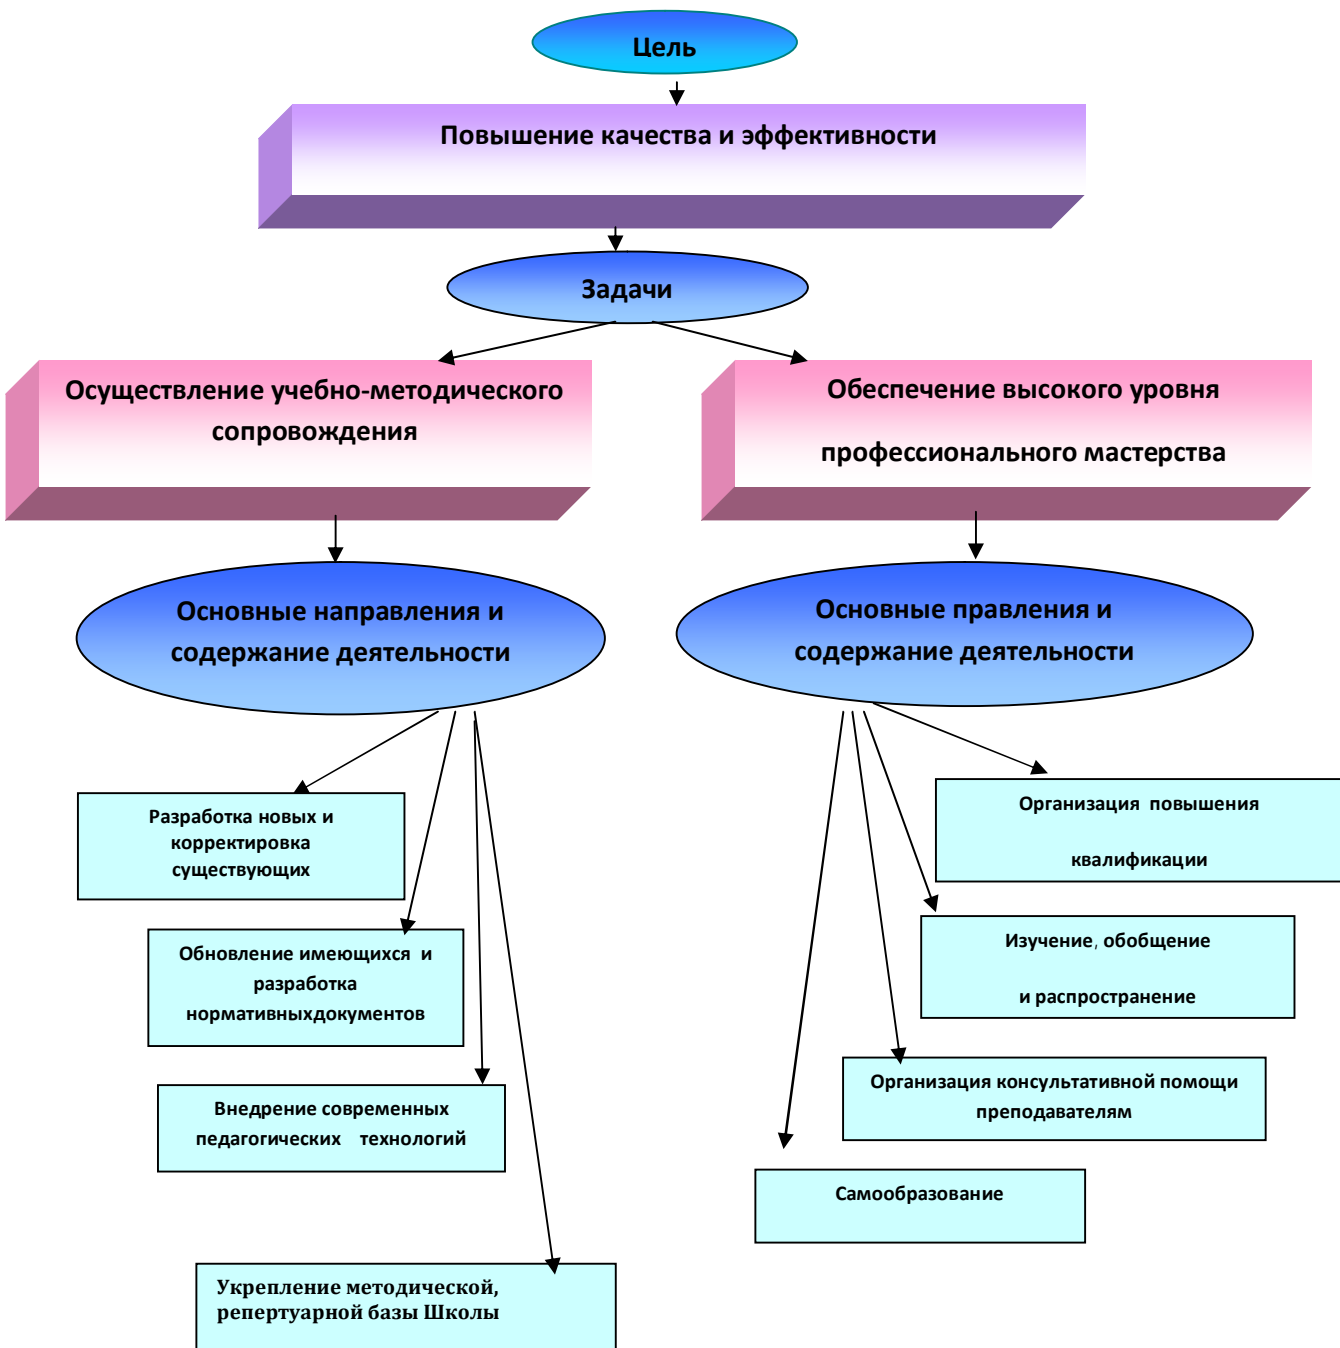 Цель
Повышение качества и эффективности
Задачи
Осуществление учебно-методического
сопровождения
Обеспечение высокого уровня
профессионального мастерства
Основные направления и
содержание деятельности
Основные правления и
содержание деятельности
Разработка новых и
корректировка
существующих
Обновление имеющихся и
разработка
нормативныхдокументов
Внедрение современных
педагогических технологий
Укрепление методической,
репертуарной базы Школы
Организация повышения
квалификации
Изучение, обобщение
и распространение
Организация консультативной помощи
преподавателям
Самообразование